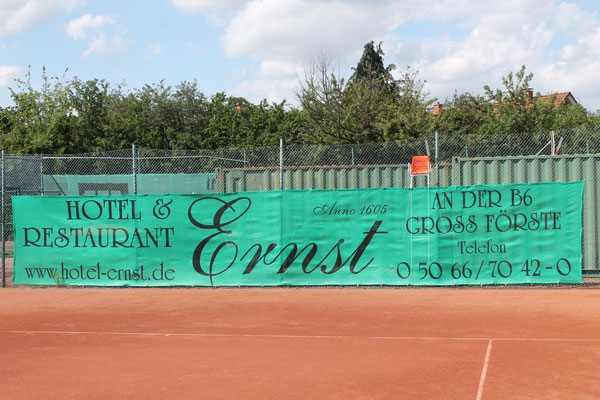 HOTEL &
RESTAURANT
www.hotel-ernst.de
Ernst
Anno 1605
AN DER B6
GROSS FÖRSTE
Telefon
0 50 66/70 42-0